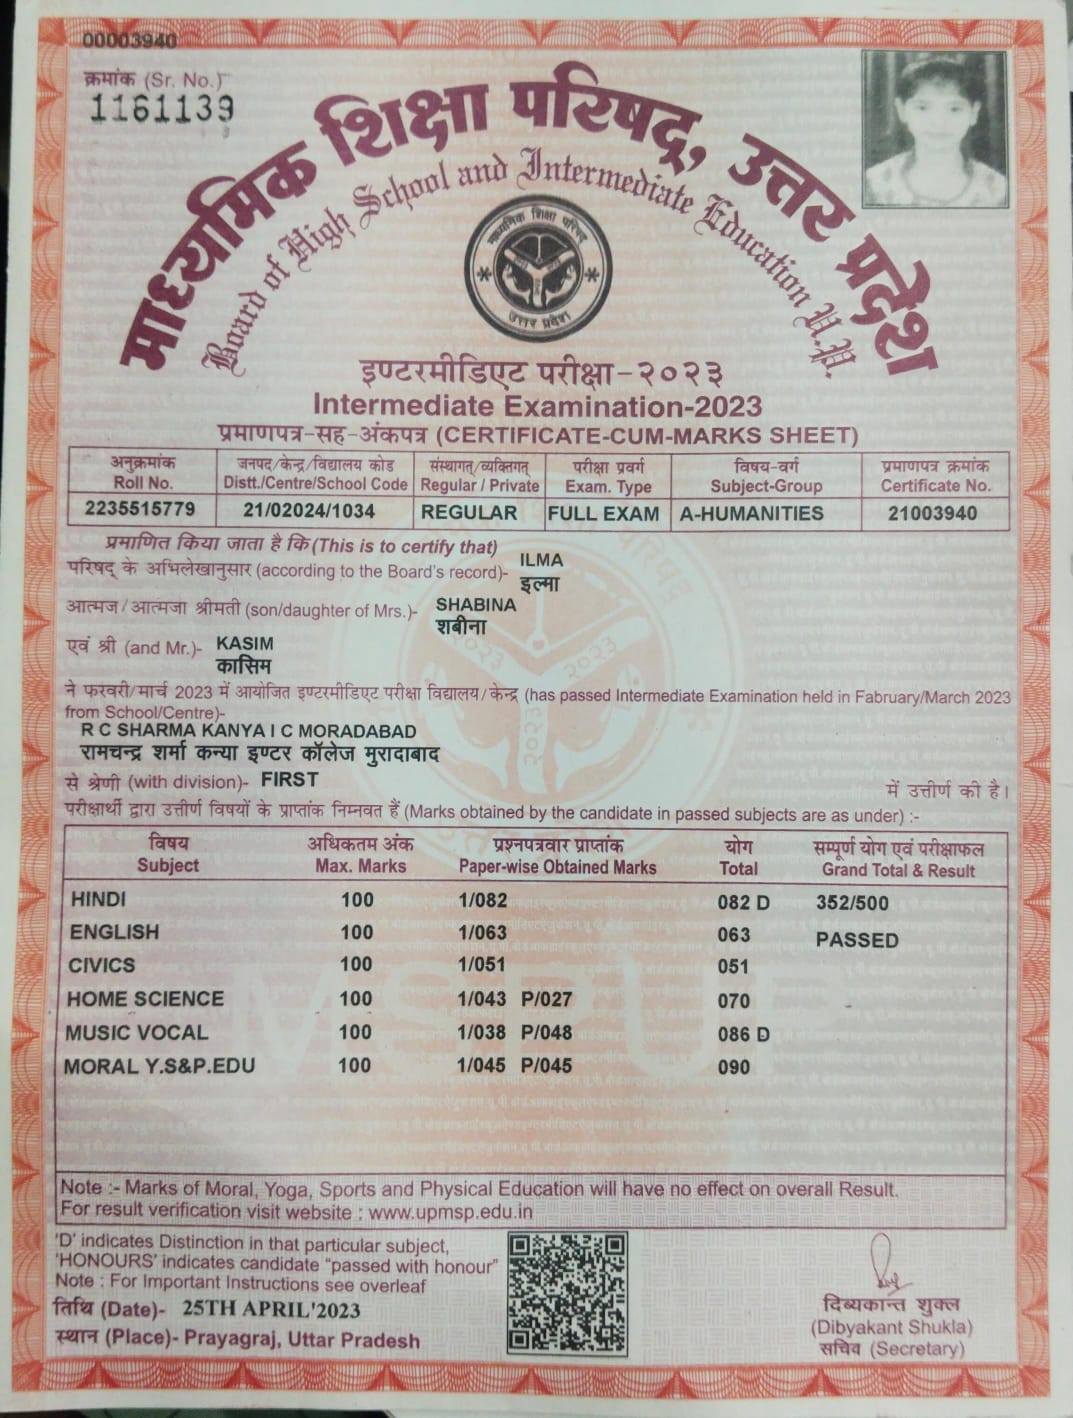 00003940
क्रमांक (Sr. No.)
1161139
माध्यमिक शिक्षा परिषद्, उत्तर प्रदेश
Board of High School and Intermediate Education U.P.
माध्यमिक शिक्षा परिषद
उत्तर प्रदेश
इण्टरमीडिएट परीक्षा-२०२३
Intermediate Examination-2023
प्रमाणपत्र-सह-अंकपत्र (CERTIFICATE-CUM-MARKS SHEET)
अनुक्रमांक जनपद/केन्द्र/विद्यालय कोड संस्थागत्/व्यक्तिगत् परीक्षा प्रवर्ग विषय-वर्ग प्रमाणपत्र क्रमांक
Roll No. Distt./Centre/School Code Regular / Private Exam. Type Subject-Group Certificate No.
2235515779 21/02024/1034 REGULAR FULL EXAM A-HUMANITIES 21003940
प्रमाणित किया जाता है कि (This is to certify that)
परिषद् के अभिलेखानुसार (according to the Board's record)- ILMA
इल्मा
आत्मज/आत्मजा श्रीमती (son/daughter of Mrs.)- SHABINA
शबीना
एवं श्री (and Mr.)- KASIM
कासिम
ने फरवरी/मार्च 2023 में आयोजित इण्टरमीडिएट परीक्षा विद्यालय/केन्द्र (has passed Intermediate Examination held in Fabruary/March 2023
from School/Centre)-
R C SHARMA KANYA I C MORADABAD
रामचन्द्र शर्मा कन्या इण्टर कॉलेज मुरादाबाद
से श्रेणी (with division)- FIRST में उत्तीर्ण की है।
परीक्षार्थी द्वारा उत्तीर्ण विषयों के प्राप्तांक निम्नवत हैं (Marks obtained by the candidate in passed subjects are as under) :-
विषय अधिकतम अंक प्रश्नपत्रवार प्राप्तांक योग सम्पूर्ण योग एवं परीक्षाफल
Subject Max. Marks Paper-wise Obtained Marks Total Grand Total & Result
HINDI 100 1/082 082 D 352/500
ENGLISH 100 1/063 063 PASSED
CIVICS 100 1/051 051
HOME SCIENCE 100 1/043 P/027 070
MUSIC VOCAL 100 1/038 P/048 086 D
MORAL Y.S&P.EDU 100 1/045 P/045 090
Note :- Marks of Moral, Yoga, Sports and Physical Education will have no effect on overall Result.
For result verification visit website : www.upmsp.edu.in
'D' indicates Distinction in that particular subject,
'HONOURS' indicates candidate "passed with honour"
Note : For Important Instructions see overleaf
तिथि (Date)- 25TH APRIL'2023
स्थान (Place)- Prayagraj, Uttar Pradesh
दिब्यकान्त शुक्ल
(Dibyakant Shukla)
सचिव (Secretary)